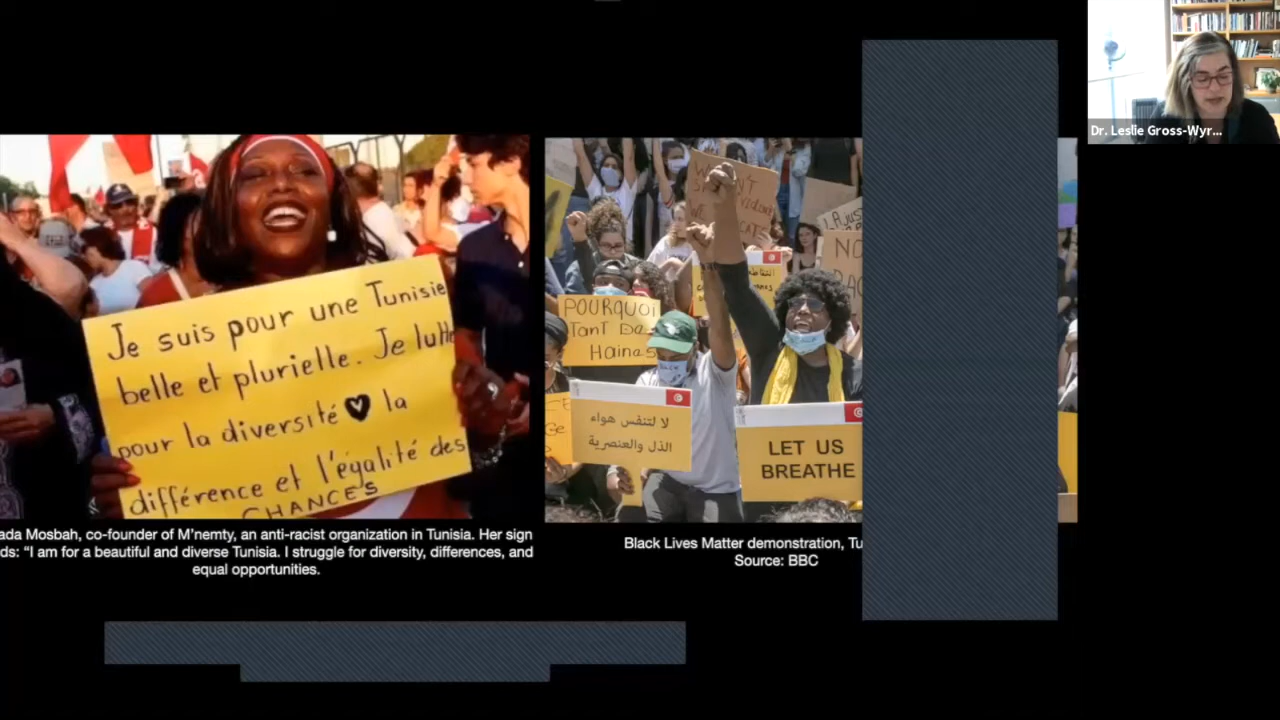 Dr. Leslie Gross-Wyr...
Je suis pour une Tunisie
belle et plurielle. Je lutte
pour la diversité la
différence et l'égalité des
CHANCES
ada Mosbah, co-founder of M'nemty, an anti-racist organization in Tunisia. Her sign
ds: "I am for a beautiful and diverse Tunisia. I struggle for diversity, differences, and
equal opportunities.
POURQUOI
Tant De
Haines
لا لتنفس هواء
الذل والعنصرية
LET US
BREATHE
NO
Black Lives Matter demonstration, Tu
Source: BBC